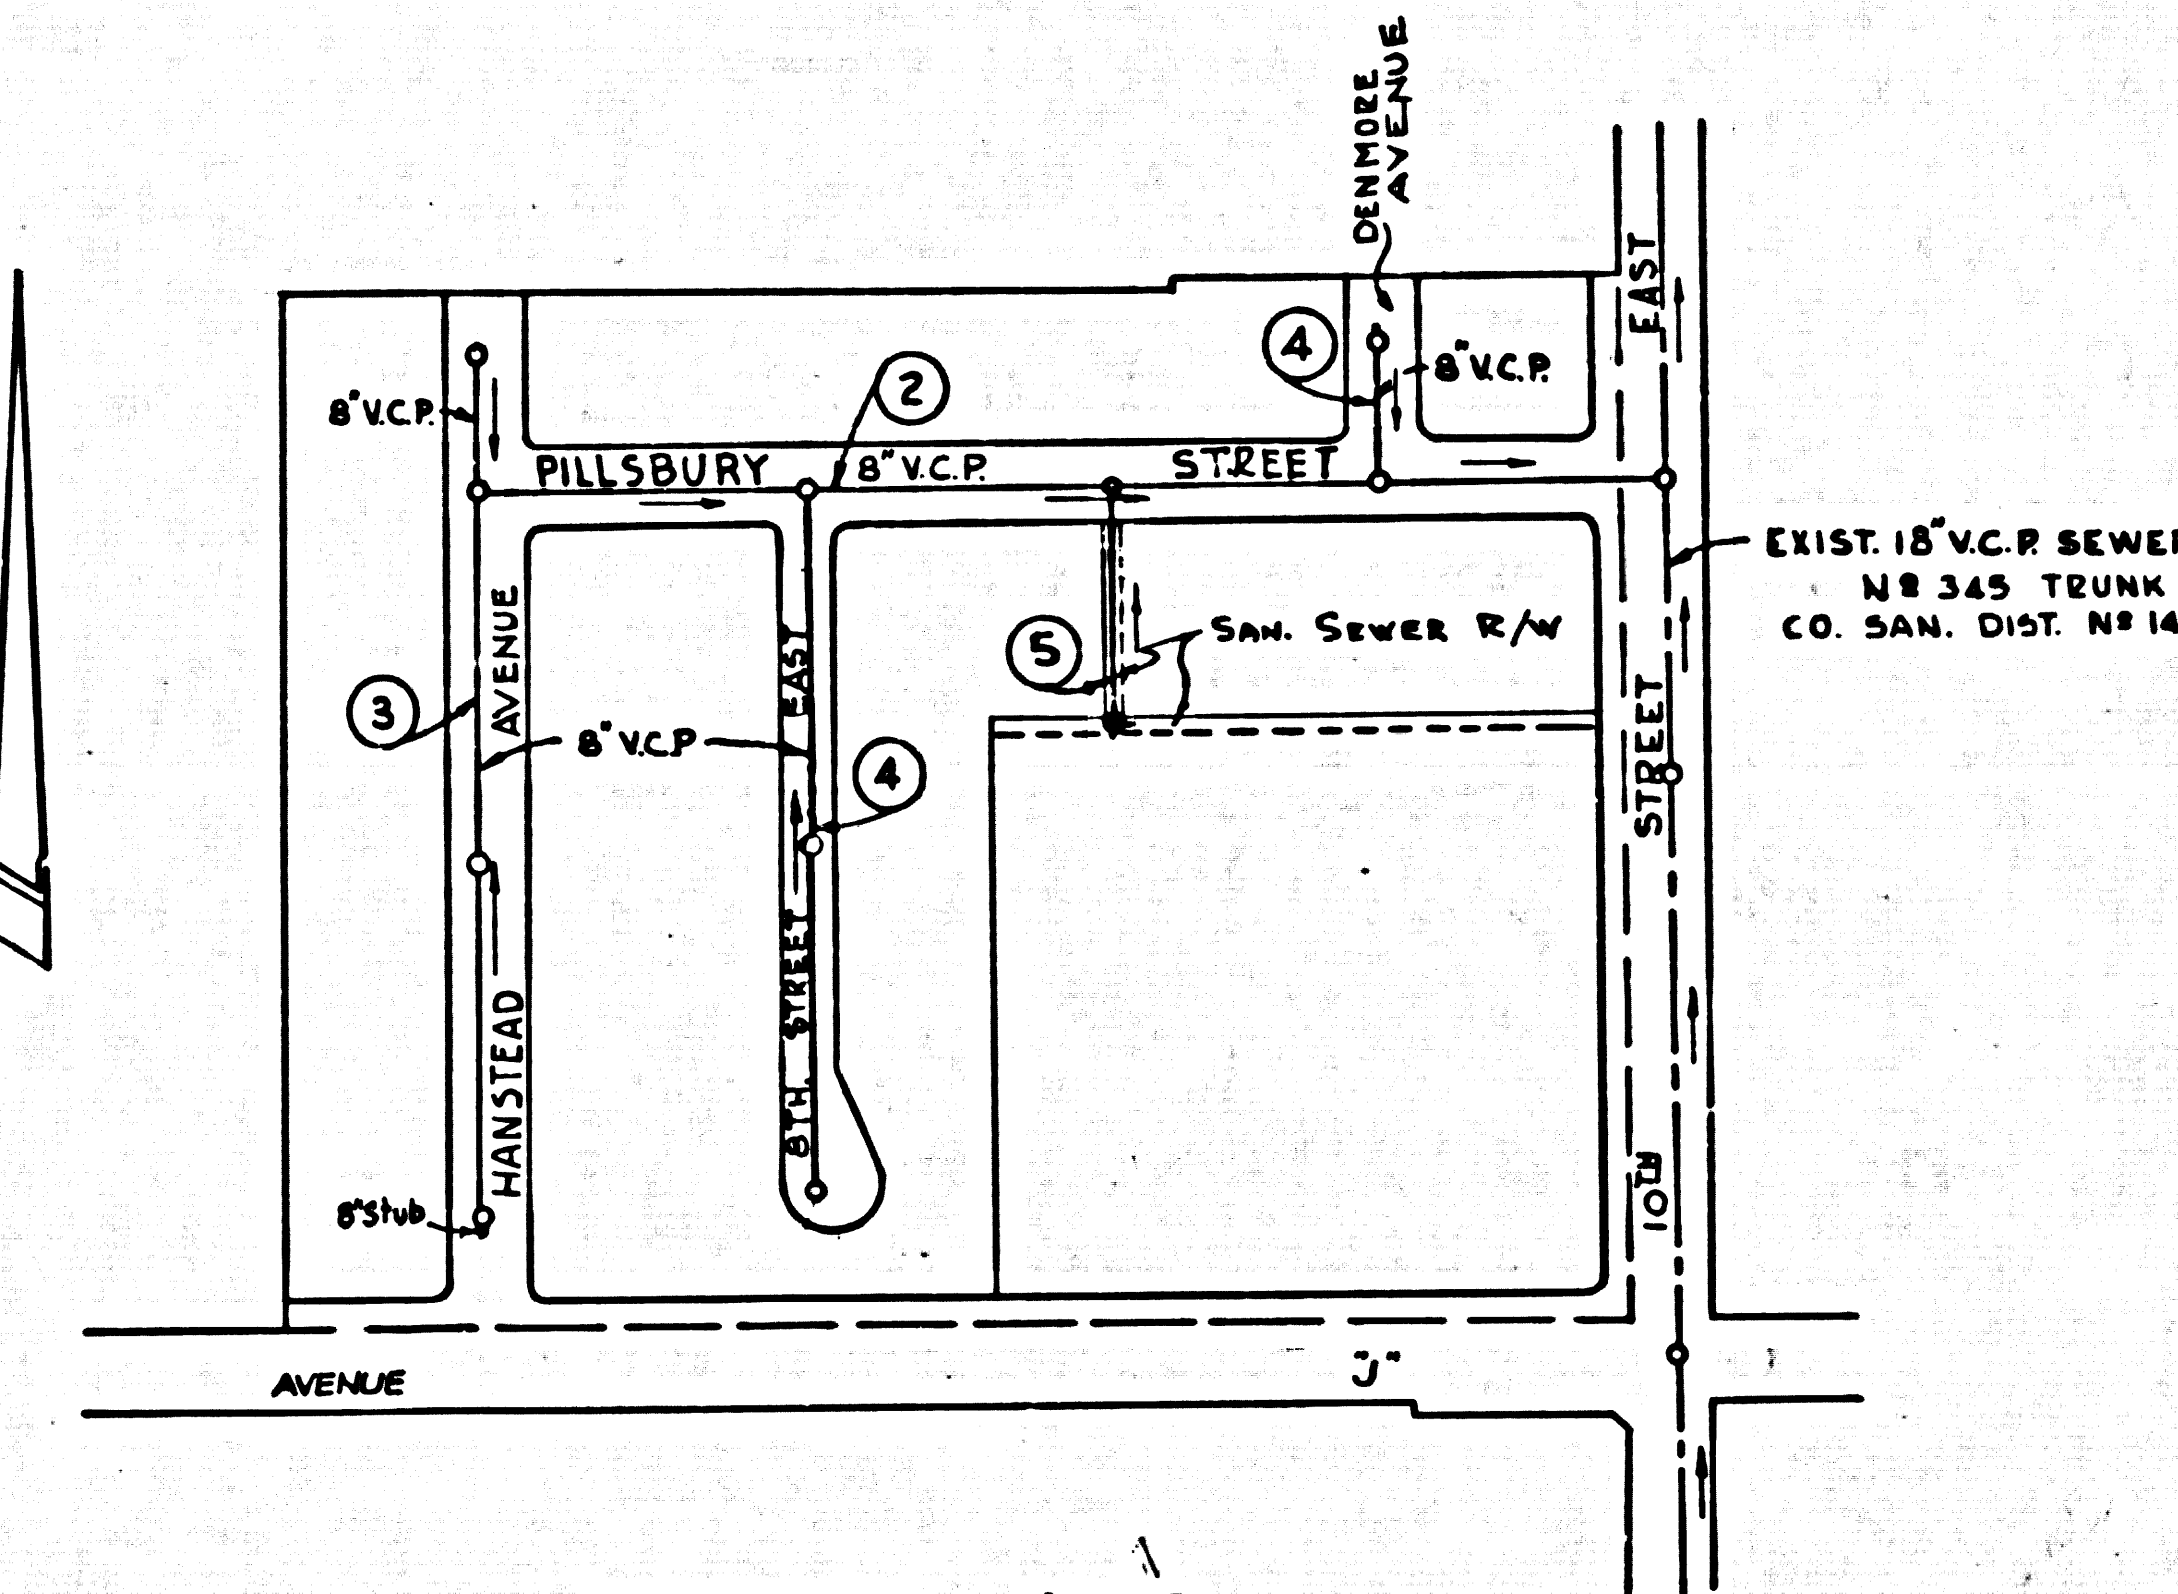 DENMORE
AVENUE
EAST
4
8" V.C.P.
2
8" V.C.P.
PILLSBURY
8" V.C.P.
STREET
EXIST. 18" V.C.P. SEWER
Nº 345 TRUNK
CO. SAN. DIST. Nº 14
SAN. SEWER R/W
5
AVENUE
3
8" V.C.P
EAST
4
STREET
8TH. STREET
HANSTEAD
10TH
8" Stub
AVENUE
"J"